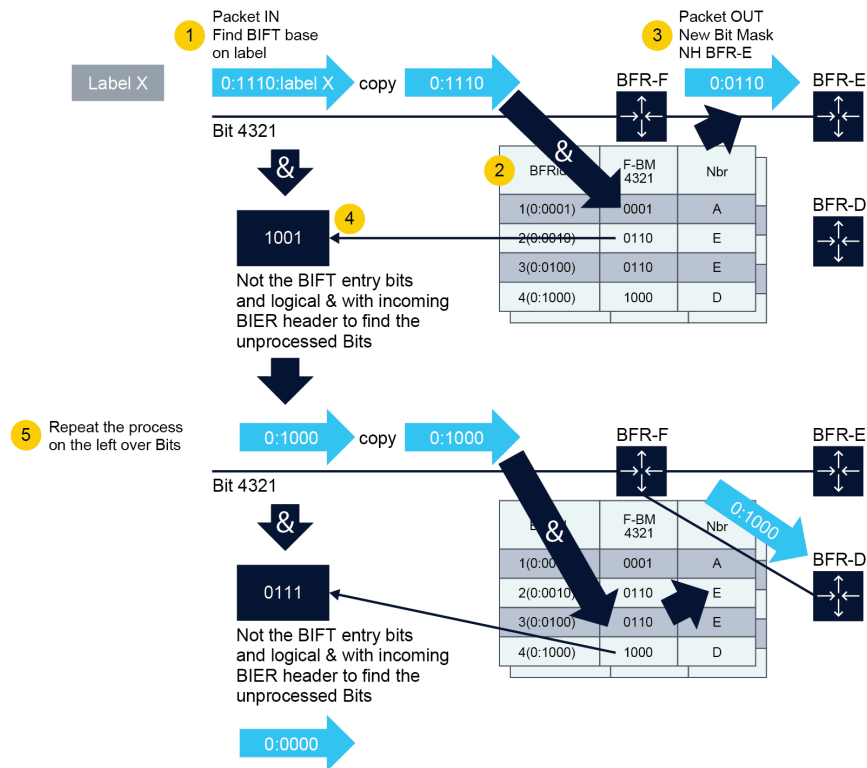 1
Packet IN
Find BIFT base
on label
3
Packet OUT
New Bit Mask
NH BFR-E
Label X
0:1110:label X
copy
0:1110
BFR-F
0:0110
BFR-E
Bit 4321
&
&
2
F-BM
4321
Nbr
1(0:0001)
0001
A
2(0:0010)
0110
E
3(0:0100)
0110
E
4(0:1000)
1000
D
BFR-D
4
1001
Not the BIFT entry bits
and logical & with incoming
BIER header to find the
unprocessed Bits
5
Repeat the process
on the left over Bits
0:1000
copy
0:1000
BFR-F
BFR-E
Bit 4321
&
&
F-BM
4321
Nbr
0:1000
0001
A
2(0:0010)
0110
E
3(0:0100)
0110
E
4(0:1000)
1000
D
BFR-D
0111
Not the BIFT entry bits
and logical & with incoming
BIER header to find the
unprocessed Bits
0:0000